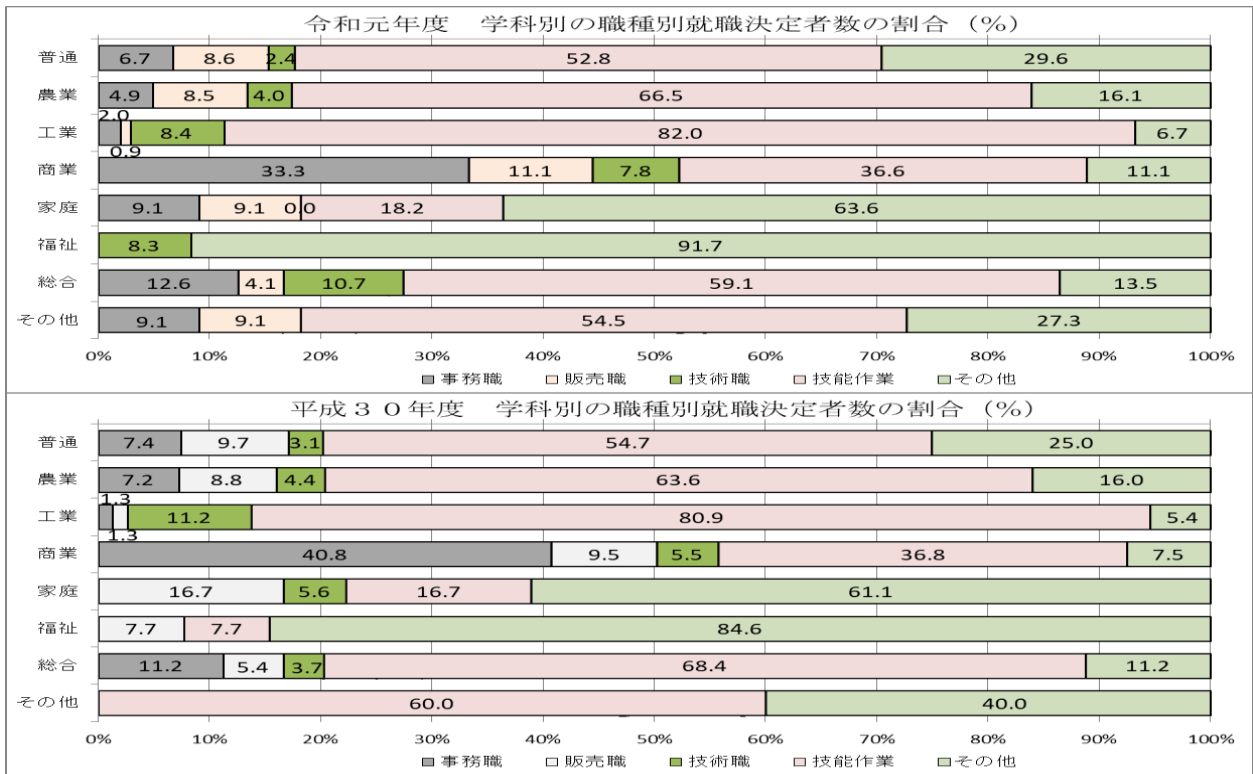 令和元年度　学科別の職種別就職決定者数の割合（%）
普通 6.7 8.6 2.4 52.8 29.6
農業 4.9 8.5 4.0 66.5 16.1
工業 2.0 0.9 8.4 82.0 6.7
商業 33.3 11.1 7.8 36.6 11.1
家庭 9.1 9.1 0.0 18.2 63.6
福祉 8.3 91.7
総合 12.6 4.1 10.7 59.1 13.5
その他 9.1 9.1 54.5 27.3
0% 10% 20% 30% 40% 50% 60% 70% 80% 90% 100%
事務職 販売職 技術職 技能作業 その他
平成３０年度　学科別の職種別就職決定者数の割合（%）
普通 7.4 9.7 3.1 54.7 25.0
農業 7.2 8.8 4.4 63.6 16.0
工業 1.3 1.3 11.2 80.9 5.4
商業 40.8 9.5 5.5 36.8 7.5
家庭 16.7 5.6 16.7 61.1
福祉 7.7 7.7 84.6
総合 11.2 5.4 3.7 68.4 11.2
その他 60.0 40.0
0% 10% 20% 30% 40% 50% 60% 70% 80% 90% 100%
事務職 販売職 技術職 技能作業 その他